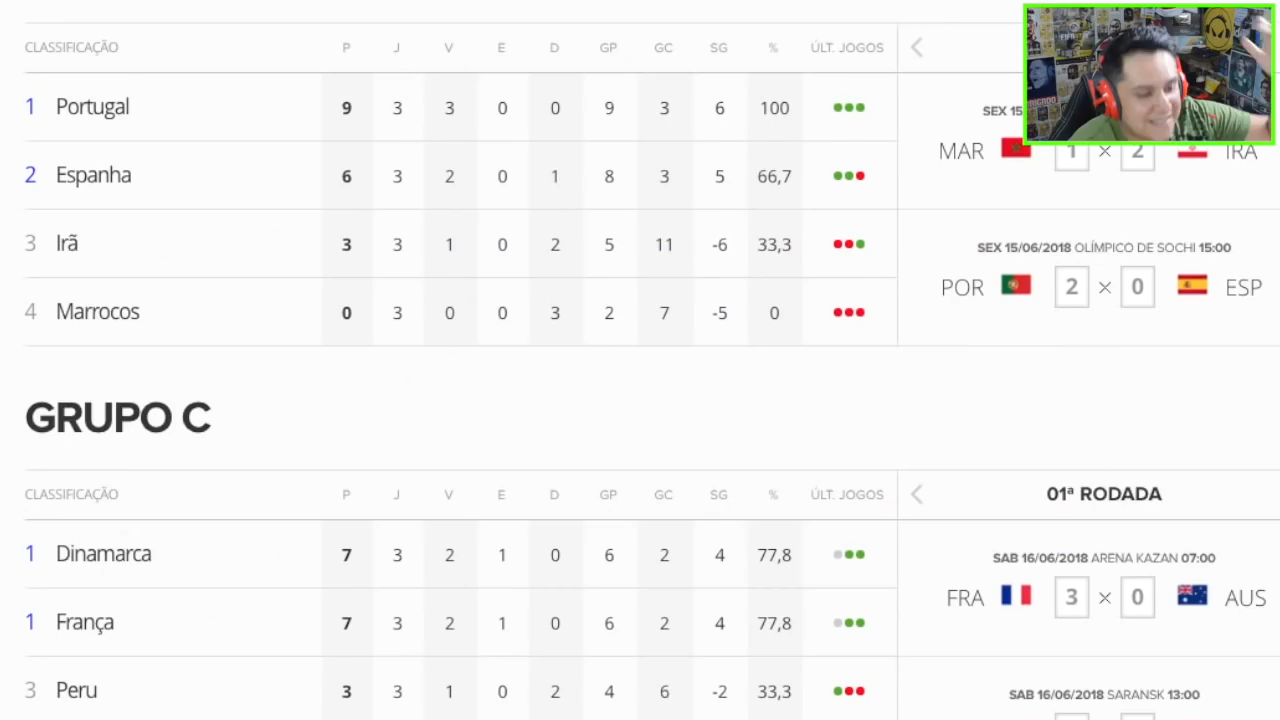 CLASSIFICAÇÃO P J V E D GP GC SG % ÚLT. JOGOS
1 Portugal 9 3 3 0 0 9 3 6 100
2 Espanha 6 3 2 0 1 8 3 5 66,7
3 Irã 3 3 1 0 2 5 11 -6 33,3
4 Marrocos 0 3 0 0 3 2 7 -5 0
SEX 15
MAR 1 × 2 IRA
SEX 15/06/2018 OLÍMPICO DE SOCHI 15:00
POR 2 × 0 ESP
GRUPO C
CLASSIFICAÇÃO P J V E D GP GC SG % ÚLT. JOGOS
1 Dinamarca 7 3 2 1 0 6 2 4 77,8
1 França 7 3 2 1 0 6 2 4 77,8
3 Peru 3 3 1 0 2 4 6 -2 33,3
01ª RODADA
SAB 16/06/2018 ARENA KAZAN 07:00
FRA 3 × 0 AUS
SAB 16/06/2018 SARANSK 13:00